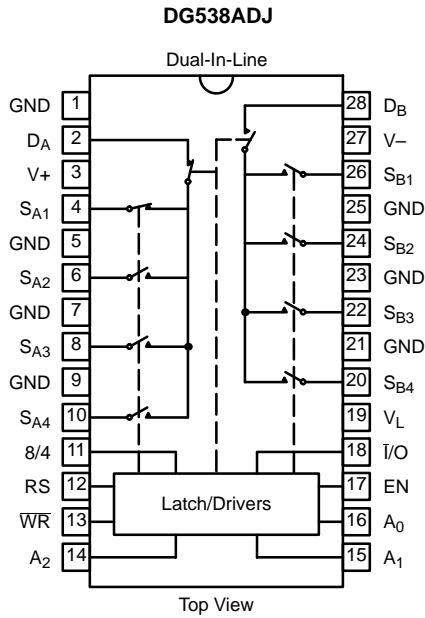 DG538ADJ
Dual-In-Line
GND 1 28 D_B
D_A 2 27 V–
V+ 3 26 S_B1
S_A1 4 25 GND
GND 5 24 S_B2
S_A2 6 23 GND
GND 7 22 S_B3
S_A3 8 21 GND
GND 9 20 S_B4
S_A4 10 19 V_L
8/4 11 18 Ī/O
RS 12 17 EN
Latch/Drivers
W̅R̅ 13 16 A_0
A_2 14 15 A_1
Top View